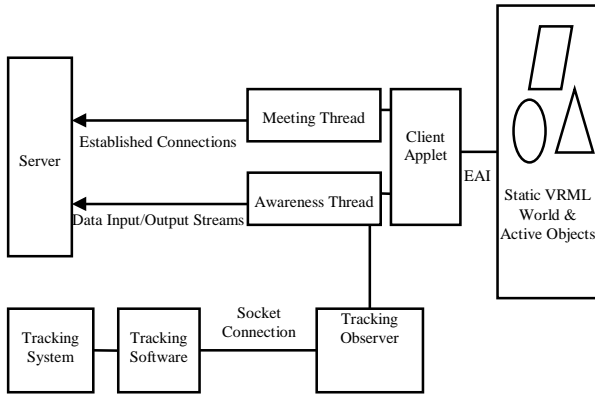 Server
Established Connections
Data Input/Output Streams
Meeting Thread
Awareness Thread
Client
Applet
EAI
Static VRML
World &
Active Objects
Tracking
System
Tracking
Software
Socket
Connection
Tracking
Observer